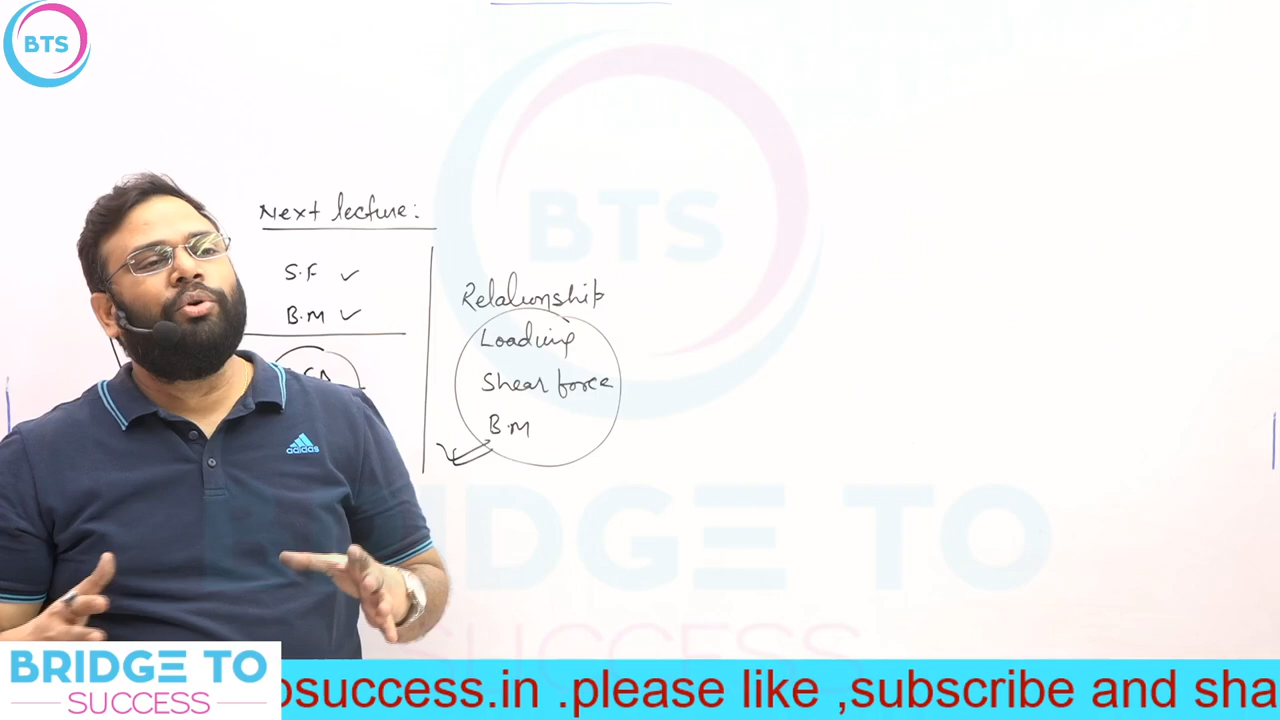 BTS
Next lecture:
S.F ✓
B.M ✓
Relationship
Loading
Shear force
B.M
BTS
adidas
BRIDGE TO
SUCCESS
BRIDGE TO
SUCCESS
osuccess.in .please like ,subscribe and sha